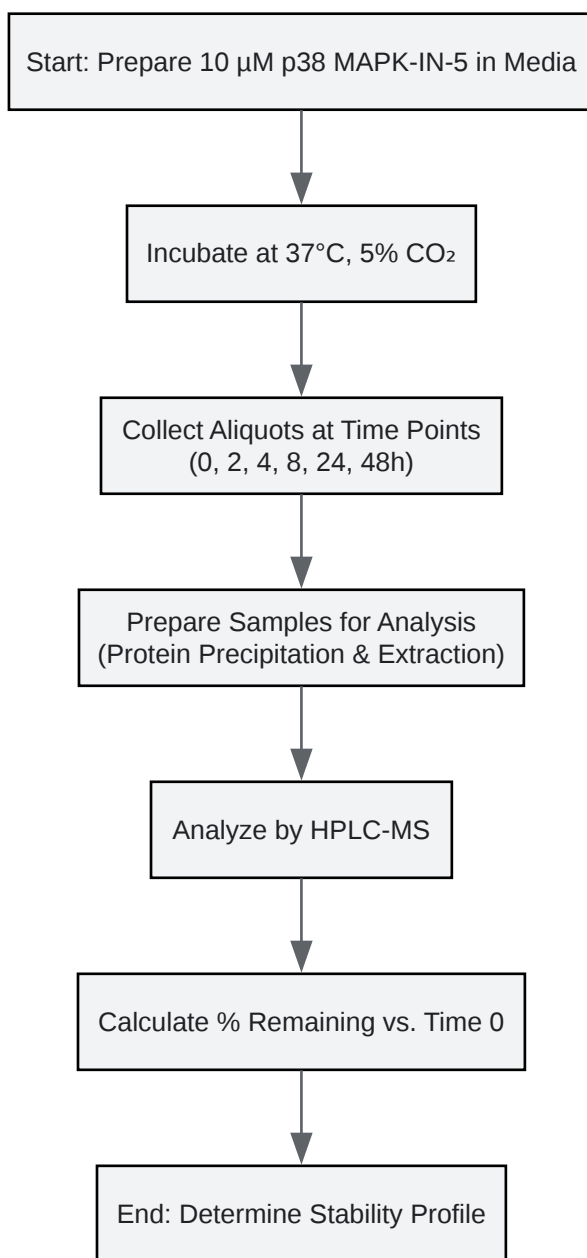 Start: Prepare 10 µM p38 MAPK-IN-5 in Media
Incubate at 37°C, 5% CO₂
Collect Aliquots at Time Points
(0, 2, 4, 8, 24, 48h)
Prepare Samples for Analysis
(Protein Precipitation & Extraction)
Analyze by HPLC-MS
Calculate % Remaining vs. Time 0
End: Determine Stability Profile